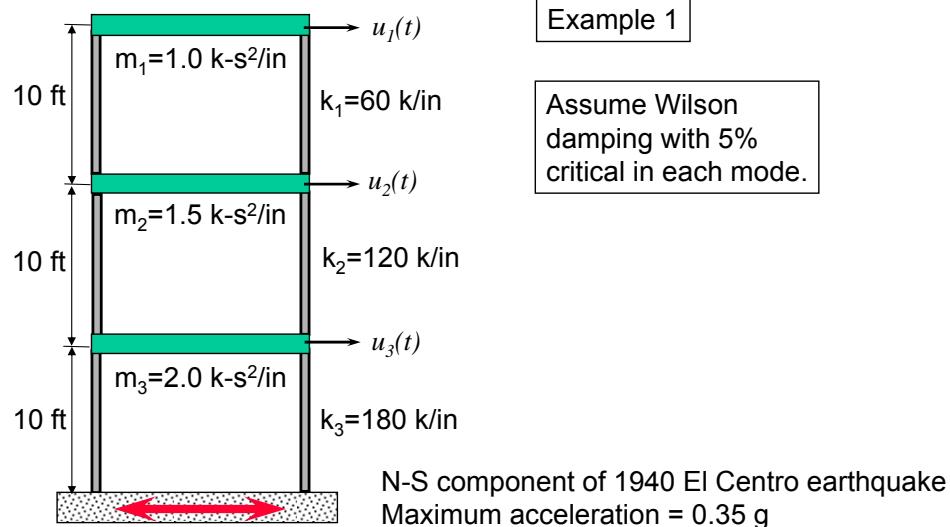 Example 1
u₁(t)
m₁=1.0 k-s²/in
10 ft
k₁=60 k/in
Assume Wilson
damping with 5%
critical in each mode.
u₂(t)
m₂=1.5 k-s²/in
10 ft
k₂=120 k/in
u₃(t)
m₃=2.0 k-s²/in
10 ft
k₃=180 k/in
N-S component of 1940 El Centro earthquake
Maximum acceleration = 0.35 g